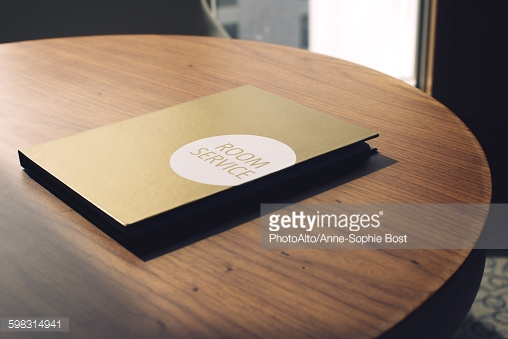 ROOM
SERVICE
gettyimages®
PhotoAlto/Anne-Sophie Bost
598314941